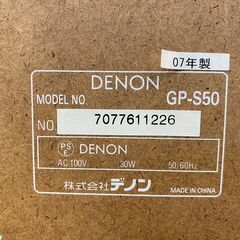 07年製
DENON
MODEL NO. GP-S50
NO. 7077611226
PS
E
DENON
AC 100V 30W 50/60Hz
株式会社デノン
MADE IN CHINA